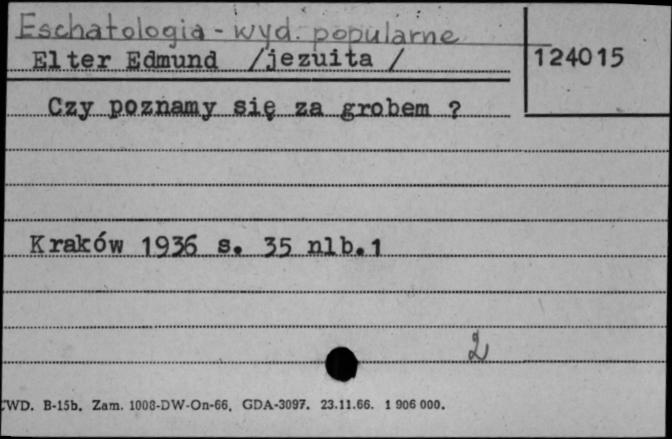 Eschatologia - wyd. popularne
Elter Edmund /jezuita /
124015
Czy poznamy się za grobem ?
Kraków 1936 s. 35 nlb.1
2
WD. B-15b. Zam. 1008-DW-On-66. GDA-3097. 23.11.66. 1 906 000.